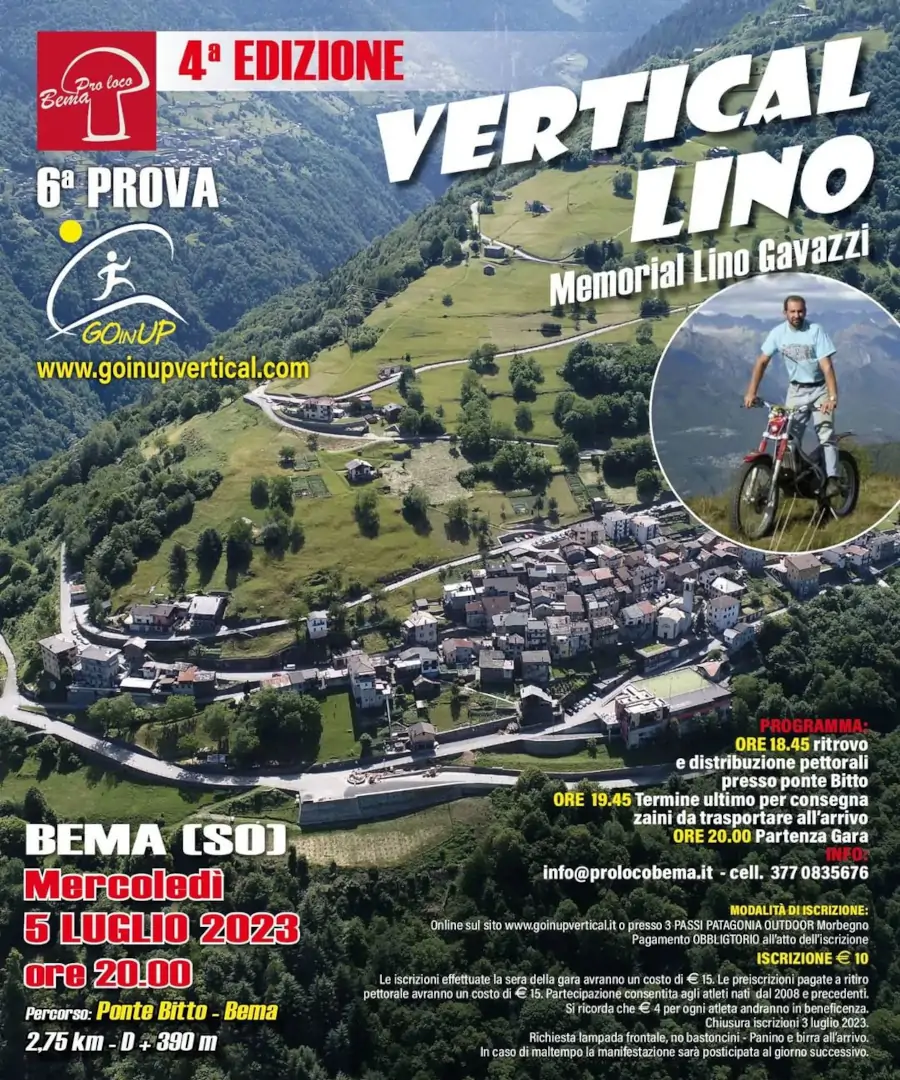 Pro loco
Bema
4ª EDIZIONE
VERTICAL
LINO
Memorial Lino Gavazzi
6ª PROVA
GOINUP
www.goinupvertical.com
PROGRAMMA:
ORE 18.45 ritrovo
e distribuzione pettorali
presso ponte Bitto
ORE 19.45 Termine ultimo per consegna
zaini da trasportare all'arrivo
ORE 20.00 Partenza Gara
INFO:
info@prolocobema.it - cell. 377 0835676
BEMA (SO)
Mercoledì
5 LUGLIO 2023
ore 20.00
Percorso: Ponte Bitto - Bema
2,75 km - D + 390 m
MODALITÀ DI ISCRIZIONE:
Online sul sito www.goinupvertical.it o presso 3 PASSI PATAGONIA OUTDOOR Morbegno
Pagamento OBBLIGTORIO all'atto dell'iscrizione
ISCRIZIONE € 10
Le iscrizioni effettuate la sera della gara avranno un costo di € 15. Le preiscrizioni pagate a ritiro
pettorale avranno un costo di € 15. Partecipazione consentita agli atleti nati dal 2008 e precedenti.
Si ricorda che € 4 per ogni atleta andranno in beneficenza.
Chiusura iscrizioni 3 luglio 2023.
Richiesta lampada frontale, no bastoncini - Panino e birra all'arrivo.
In caso di maltempo la manifestazione sarà posticipata al giorno successivo.